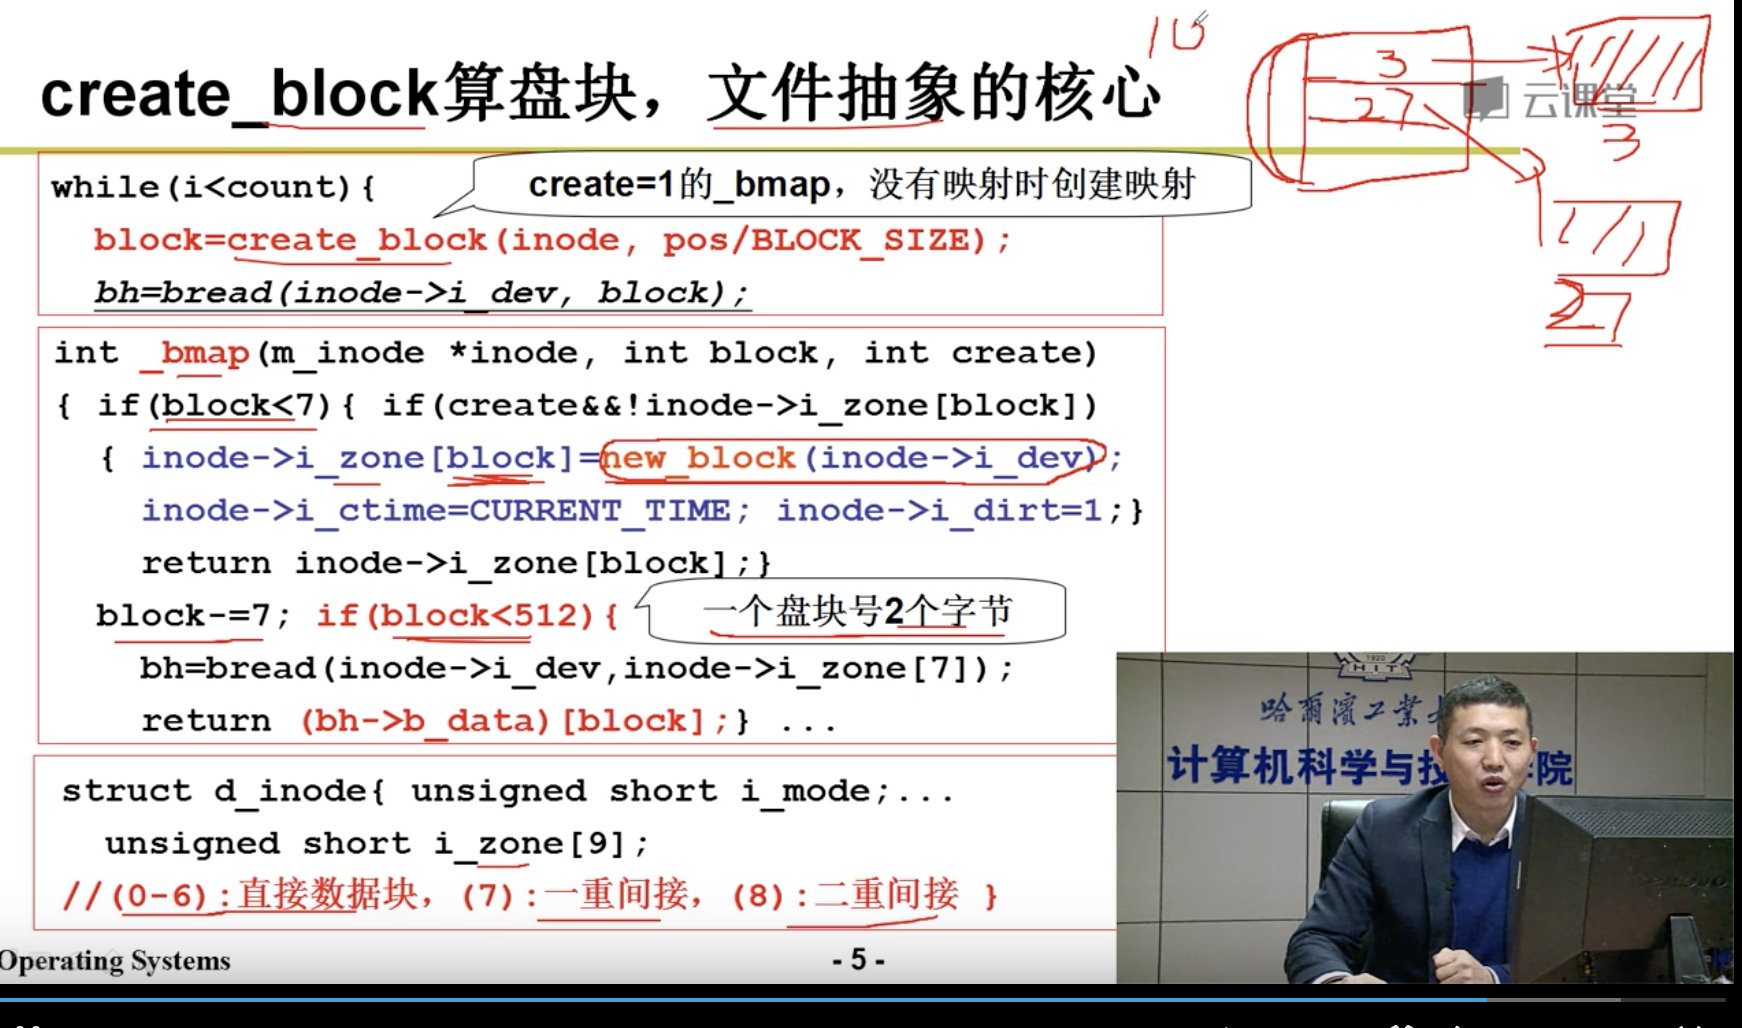 10
create_block算盘块，文件抽象的核心
3
27
云课堂
3
27
create=1的_bmap，没有映射时创建映射
while(i<count){
block=create_block(inode, pos/BLOCK_SIZE);
bh=bread(inode->i_dev, block);
int _bmap(m_inode *inode, int block, int create)
{ if(block<7){ if(create&&!inode->i_zone[block])
{ inode->i_zone[block]=new_block(inode->i_dev);
inode->i_ctime=CURRENT_TIME; inode->i_dirt=1;}
return inode->i_zone[block];}
block-=7; if(block<512){
一个盘块号2个字节
bh=bread(inode->i_dev,inode->i_zone[7]);
return (bh->b_data)[block];} ...
struct d_inode{ unsigned short i_mode;...
unsigned short i_zone[9];
//(0-6):直接数据块，(7):一重间接，(8):二重间接 }
1920
HIT
哈爾濱工業
计算机科学与技 院
Operating Systems
- 5 -